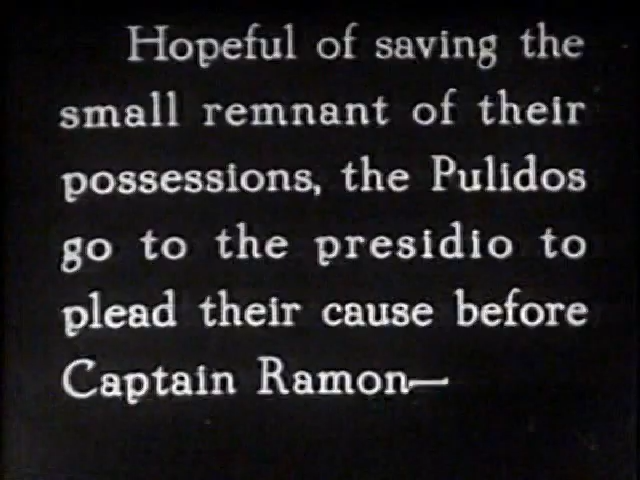 Hopeful of saving the
small remnant of their
possessions, the Pulidos
go to the presidio to
plead their cause before
Captain Ramon—